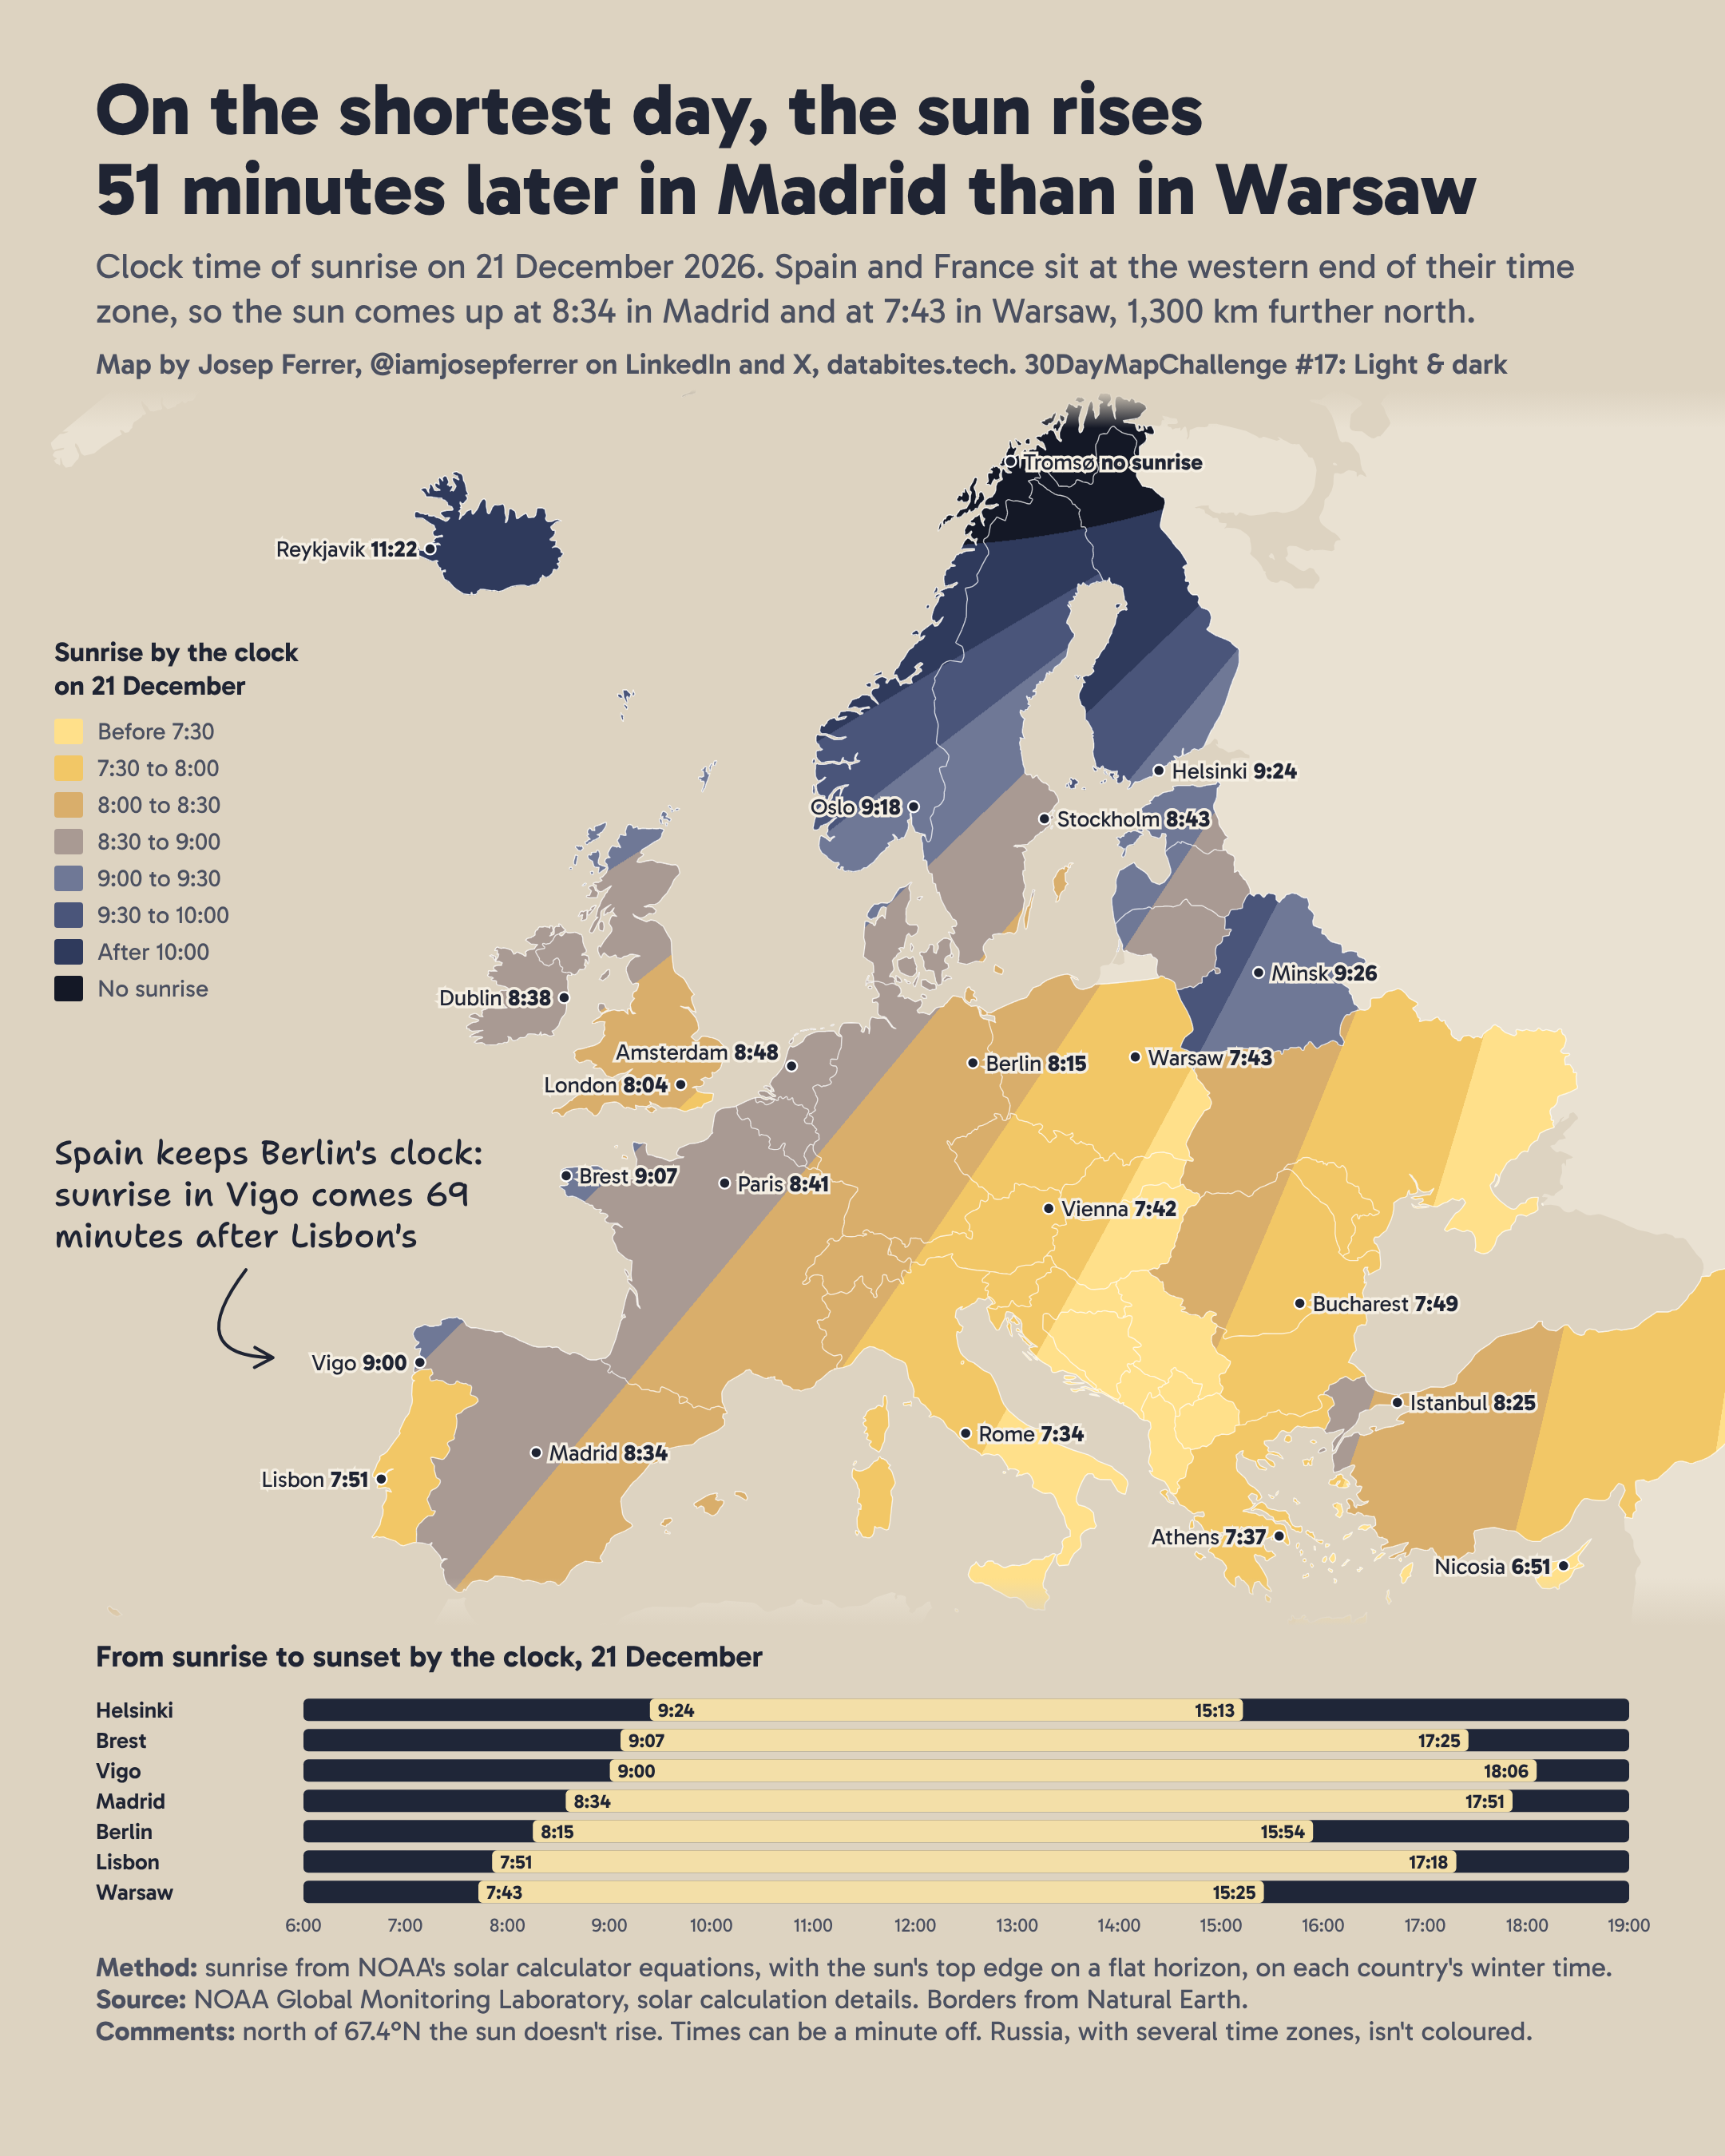 On the shortest day, the sun rises
51 minutes later in Madrid than in Warsaw
Clock time of sunrise on 21 December 2026. Spain and France sit at the western end of their time
zone, so the sun comes up at 8:34 in Madrid and at 7:43 in Warsaw, 1,300 km further north.
Map by Josep Ferrer, @iamjosepferrer on LinkedIn and X, databites.tech. 30DayMapChallenge #17: Light & dark
Tromsø no sunrise
Reykjavik 11:22
Sunrise by the clock
on 21 December
Before 7:30
7:30 to 8:00
8:00 to 8:30
8:30 to 9:00
9:00 to 9:30
9:30 to 10:00
After 10:00
No sunrise
Helsinki 9:24
Oslo 9:18
Stockholm 8:43
Minsk 9:26
Dublin 8:38
Amsterdam 8:48
Berlin 8:15
Warsaw 7:43
London 8:04
Spain keeps Berlin's clock:
sunrise in Vigo comes 69
minutes after Lisbon's
Brest 9:07
Paris 8:41
Vienna 7:42
Bucharest 7:49
Vigo 9:00
Istanbul 8:25
Rome 7:34
Madrid 8:34
Lisbon 7:51
Athens 7:37
Nicosia 6:51
From sunrise to sunset by the clock, 21 December
Helsinki 9:24 15:13
Brest 9:07 17:25
Vigo 9:00 18:06
Madrid 8:34 17:51
Berlin 8:15 15:54
Lisbon 7:51 17:18
Warsaw 7:43 15:25
6:00 7:00 8:00 9:00 10:00 11:00 12:00 13:00 14:00 15:00 16:00 17:00 18:00 19:00
Method: sunrise from NOAA's solar calculator equations, with the sun's top edge on a flat horizon, on each country's winter time.
Source: NOAA Global Monitoring Laboratory, solar calculation details. Borders from Natural Earth.
Comments: north of 67.4°N the sun doesn't rise. Times can be a minute off. Russia, with several time zones, isn't coloured.